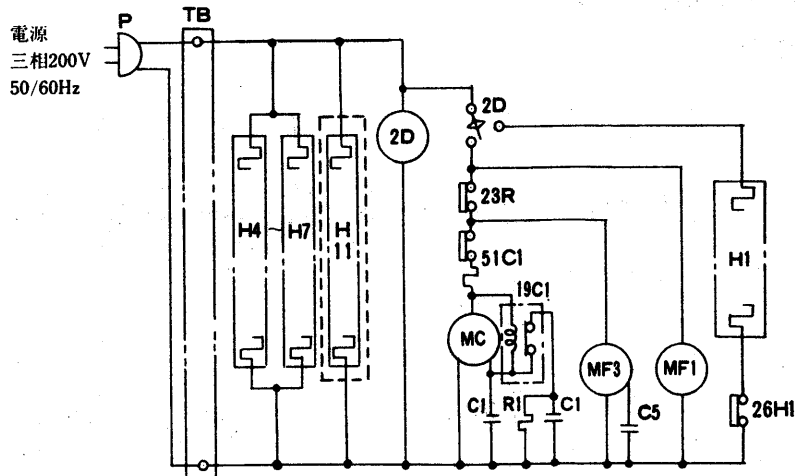 電源
三相200V
50/60Hz
P
TB
2D
2D
23R
51C1
19C1
H4~H7
H
11
H1
MC
MF3
MF1
C1
R1
C1
C5
26H1